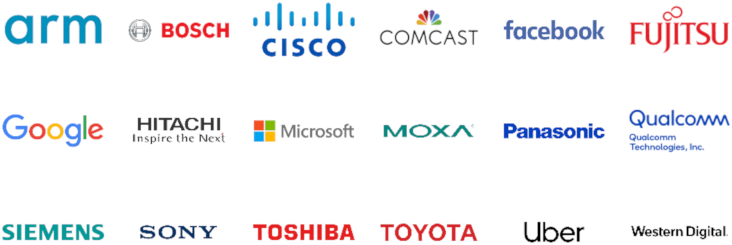 arm
BOSCH
CISCO
COMCAST
facebook
FUJITSU
Google
HITACHI
Inspire the Next
Microsoft
MOXA
Panasonic
Qualcomm
Qualcomm
Technologies, Inc.
SIEMENS
SONY
TOSHIBA
TOYOTA
Uber
Western Digital.